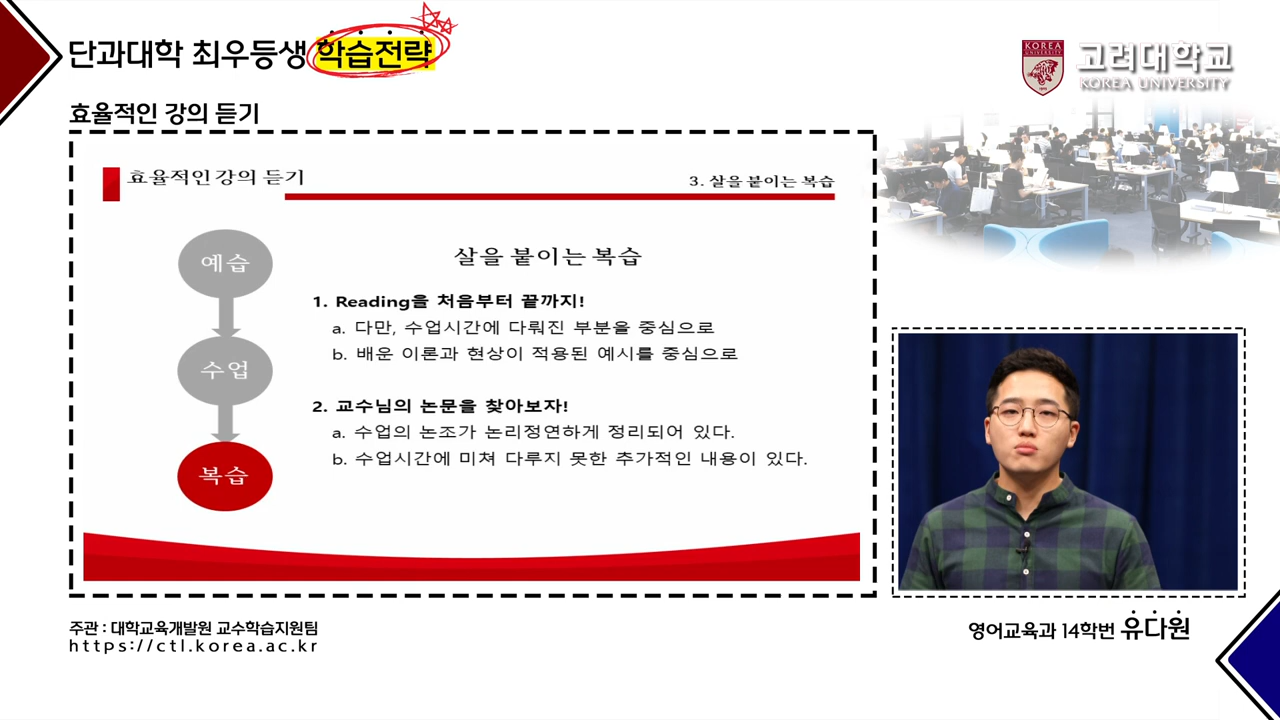 단과대학 최우등생 학습전략
KOREA
UNIVERSITY
고려대학교
KOREA UNIVERSITY
효율적인 강의 듣기
효율적인 강의 듣기
3. 살을 붙이는 복습
예습
수업
복습
살을 붙이는 복습
1. Reading을 처음부터 끝까지!
a. 다만, 수업시간에 다뤄진 부분을 중심으로
b. 배운 이론과 현상이 적용된 예시를 중심으로
2. 교수님의 논문을 찾아보자!
a. 수업의 논조가 논리정연하게 정리되어 있다.
b. 수업시간에 미쳐 다루지 못한 추가적인 내용이 있다.
주관 : 대학교육개발원 교수학습지원팀
https://ctl.korea.ac.kr
영어교육과 14학번 유다원